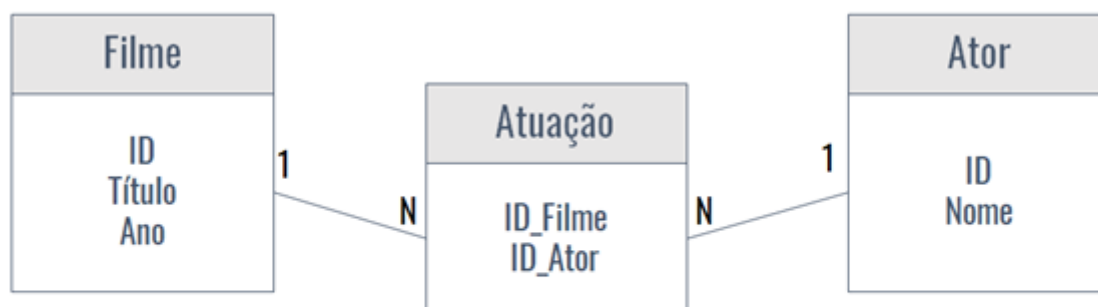 Filme
ID
Título
Ano
1
N
Atuação
ID_Filme
ID_Ator
N
1
Ator
ID
Nome